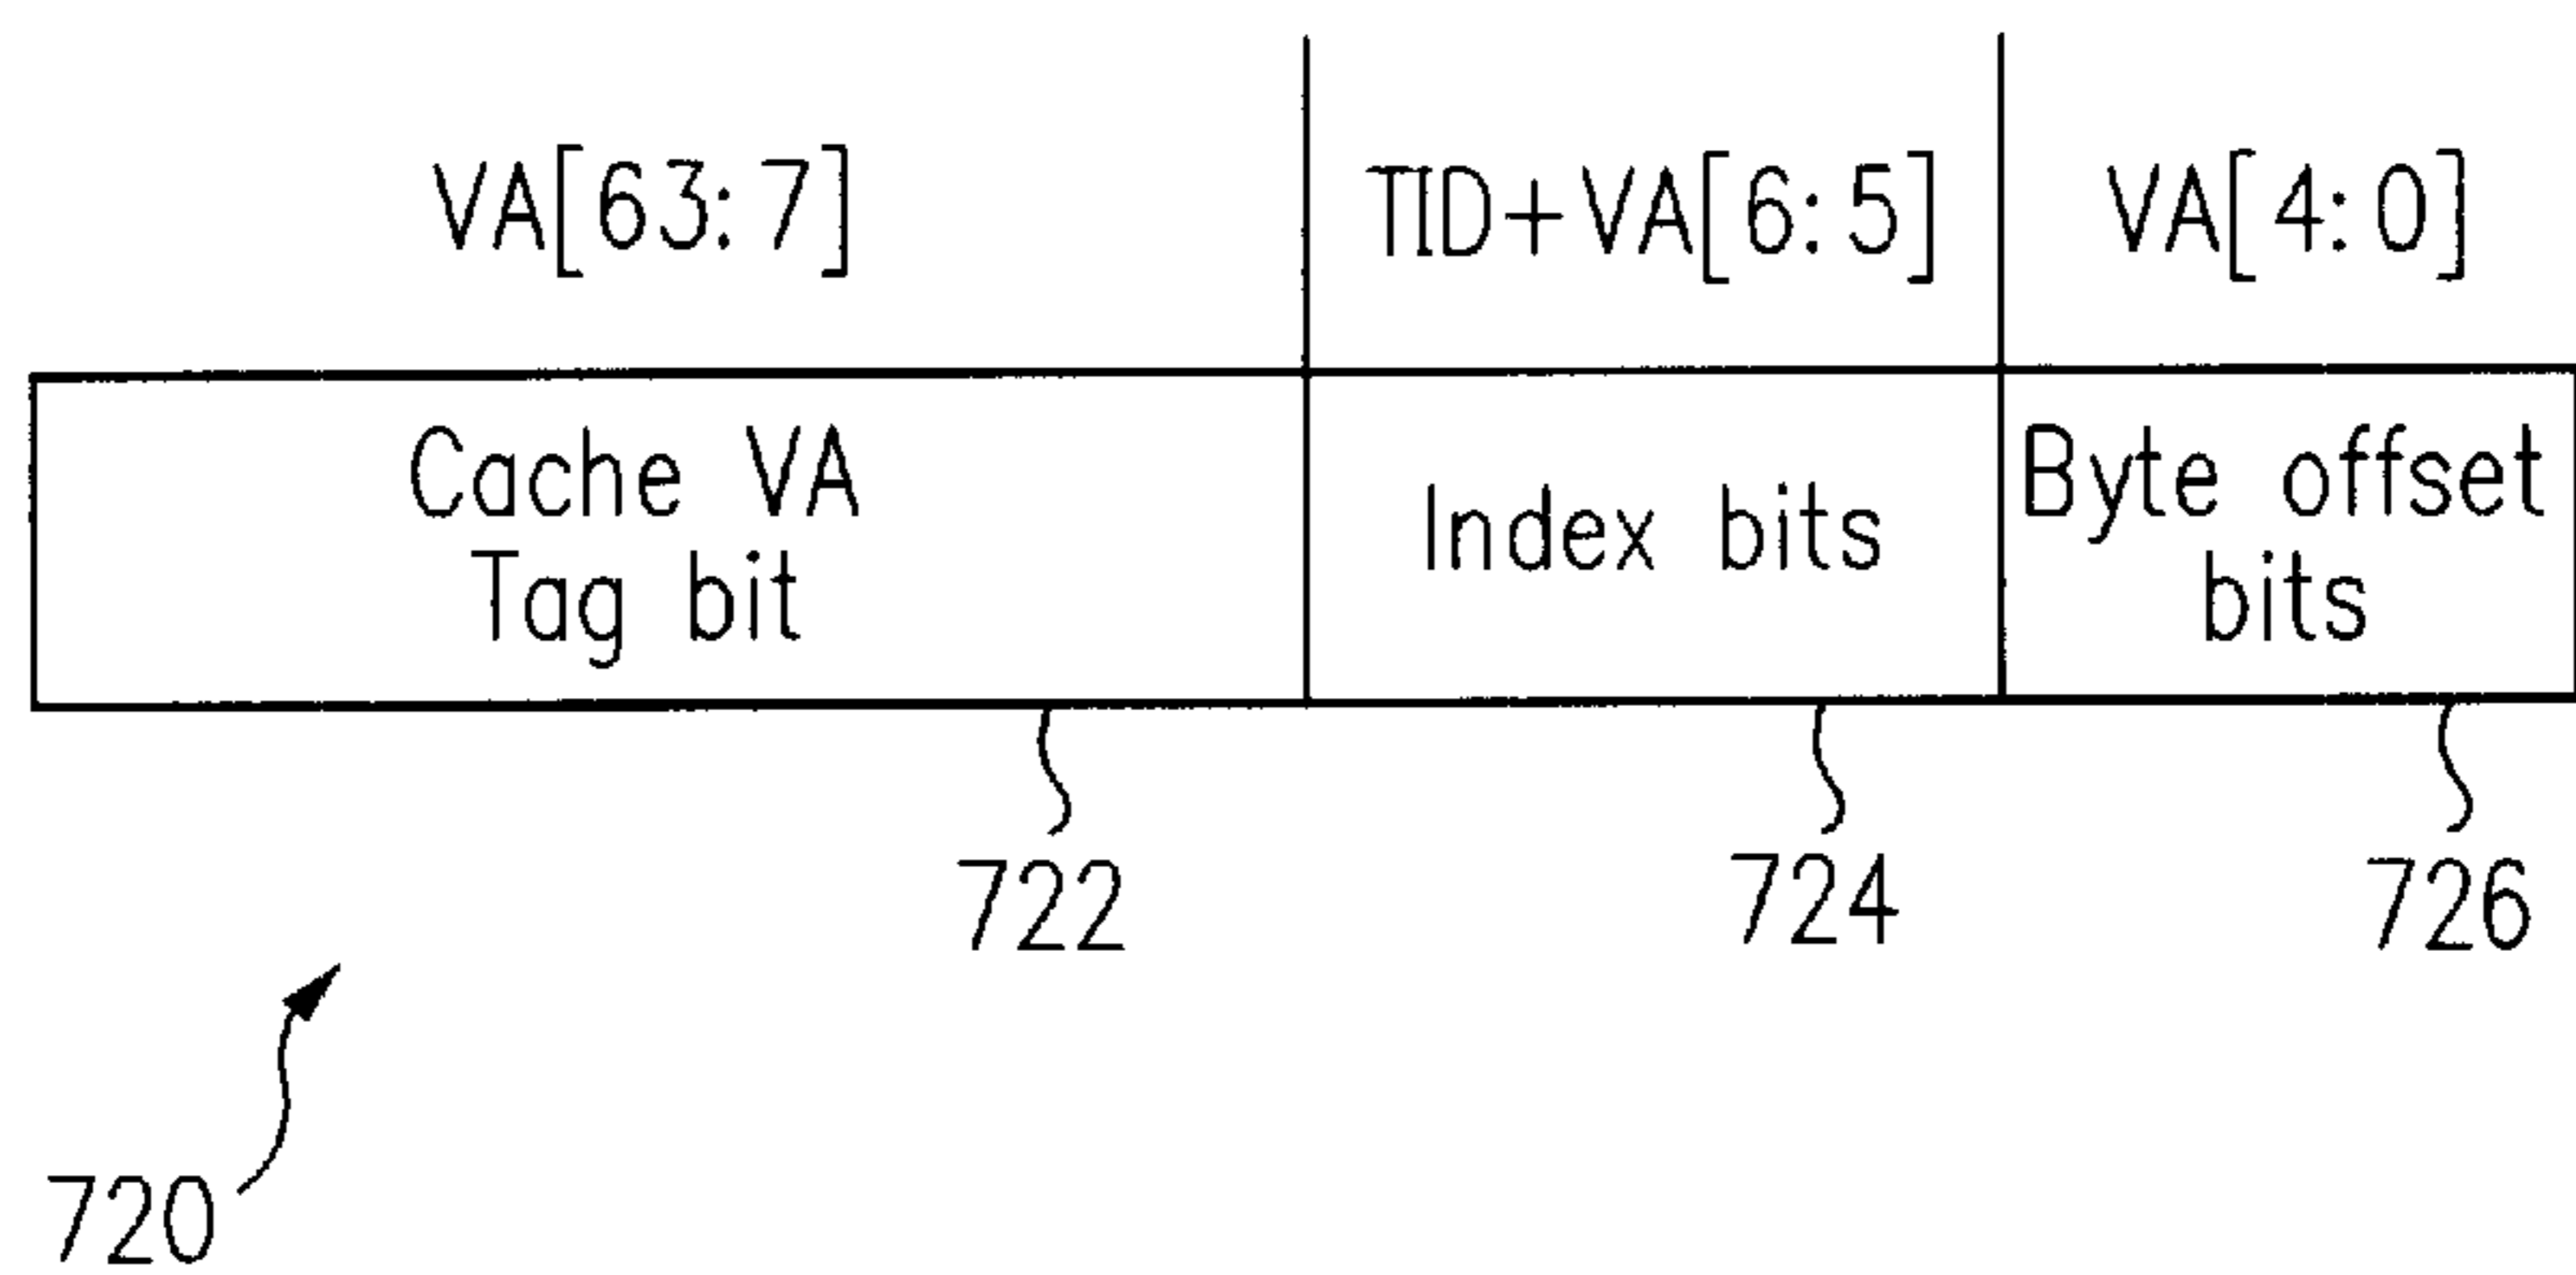 VA[63:7]
TID+VA[6:5]
VA[4:0]
Cache VA
Tag bit
Index bits
Byte offset
bits
722
724
726
720